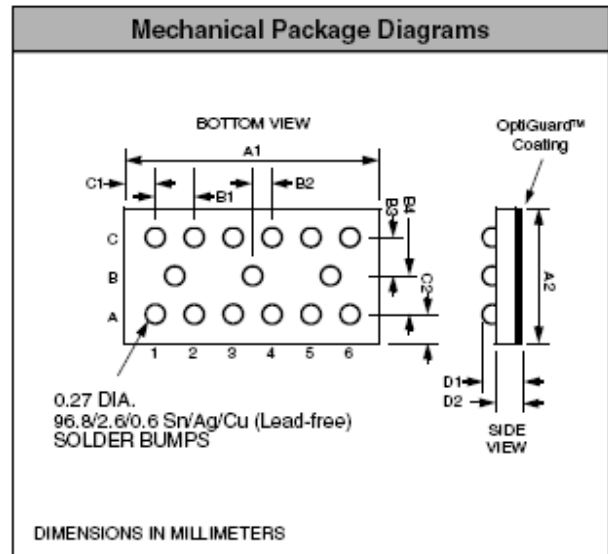 Mechanical Package Diagrams
BOTTOM VIEW
OptiGuard™
Coating
A1
C1
B1
B2
B3
B4
C
B
A
C2
A2
1 2 3 4 5 6
D1
D2
0.27 DIA.
96.8/2.6/0.6 Sn/Ag/Cu (Lead-free)
SOLDER BUMPS
SIDE
VIEW
DIMENSIONS IN MILLIMETERS